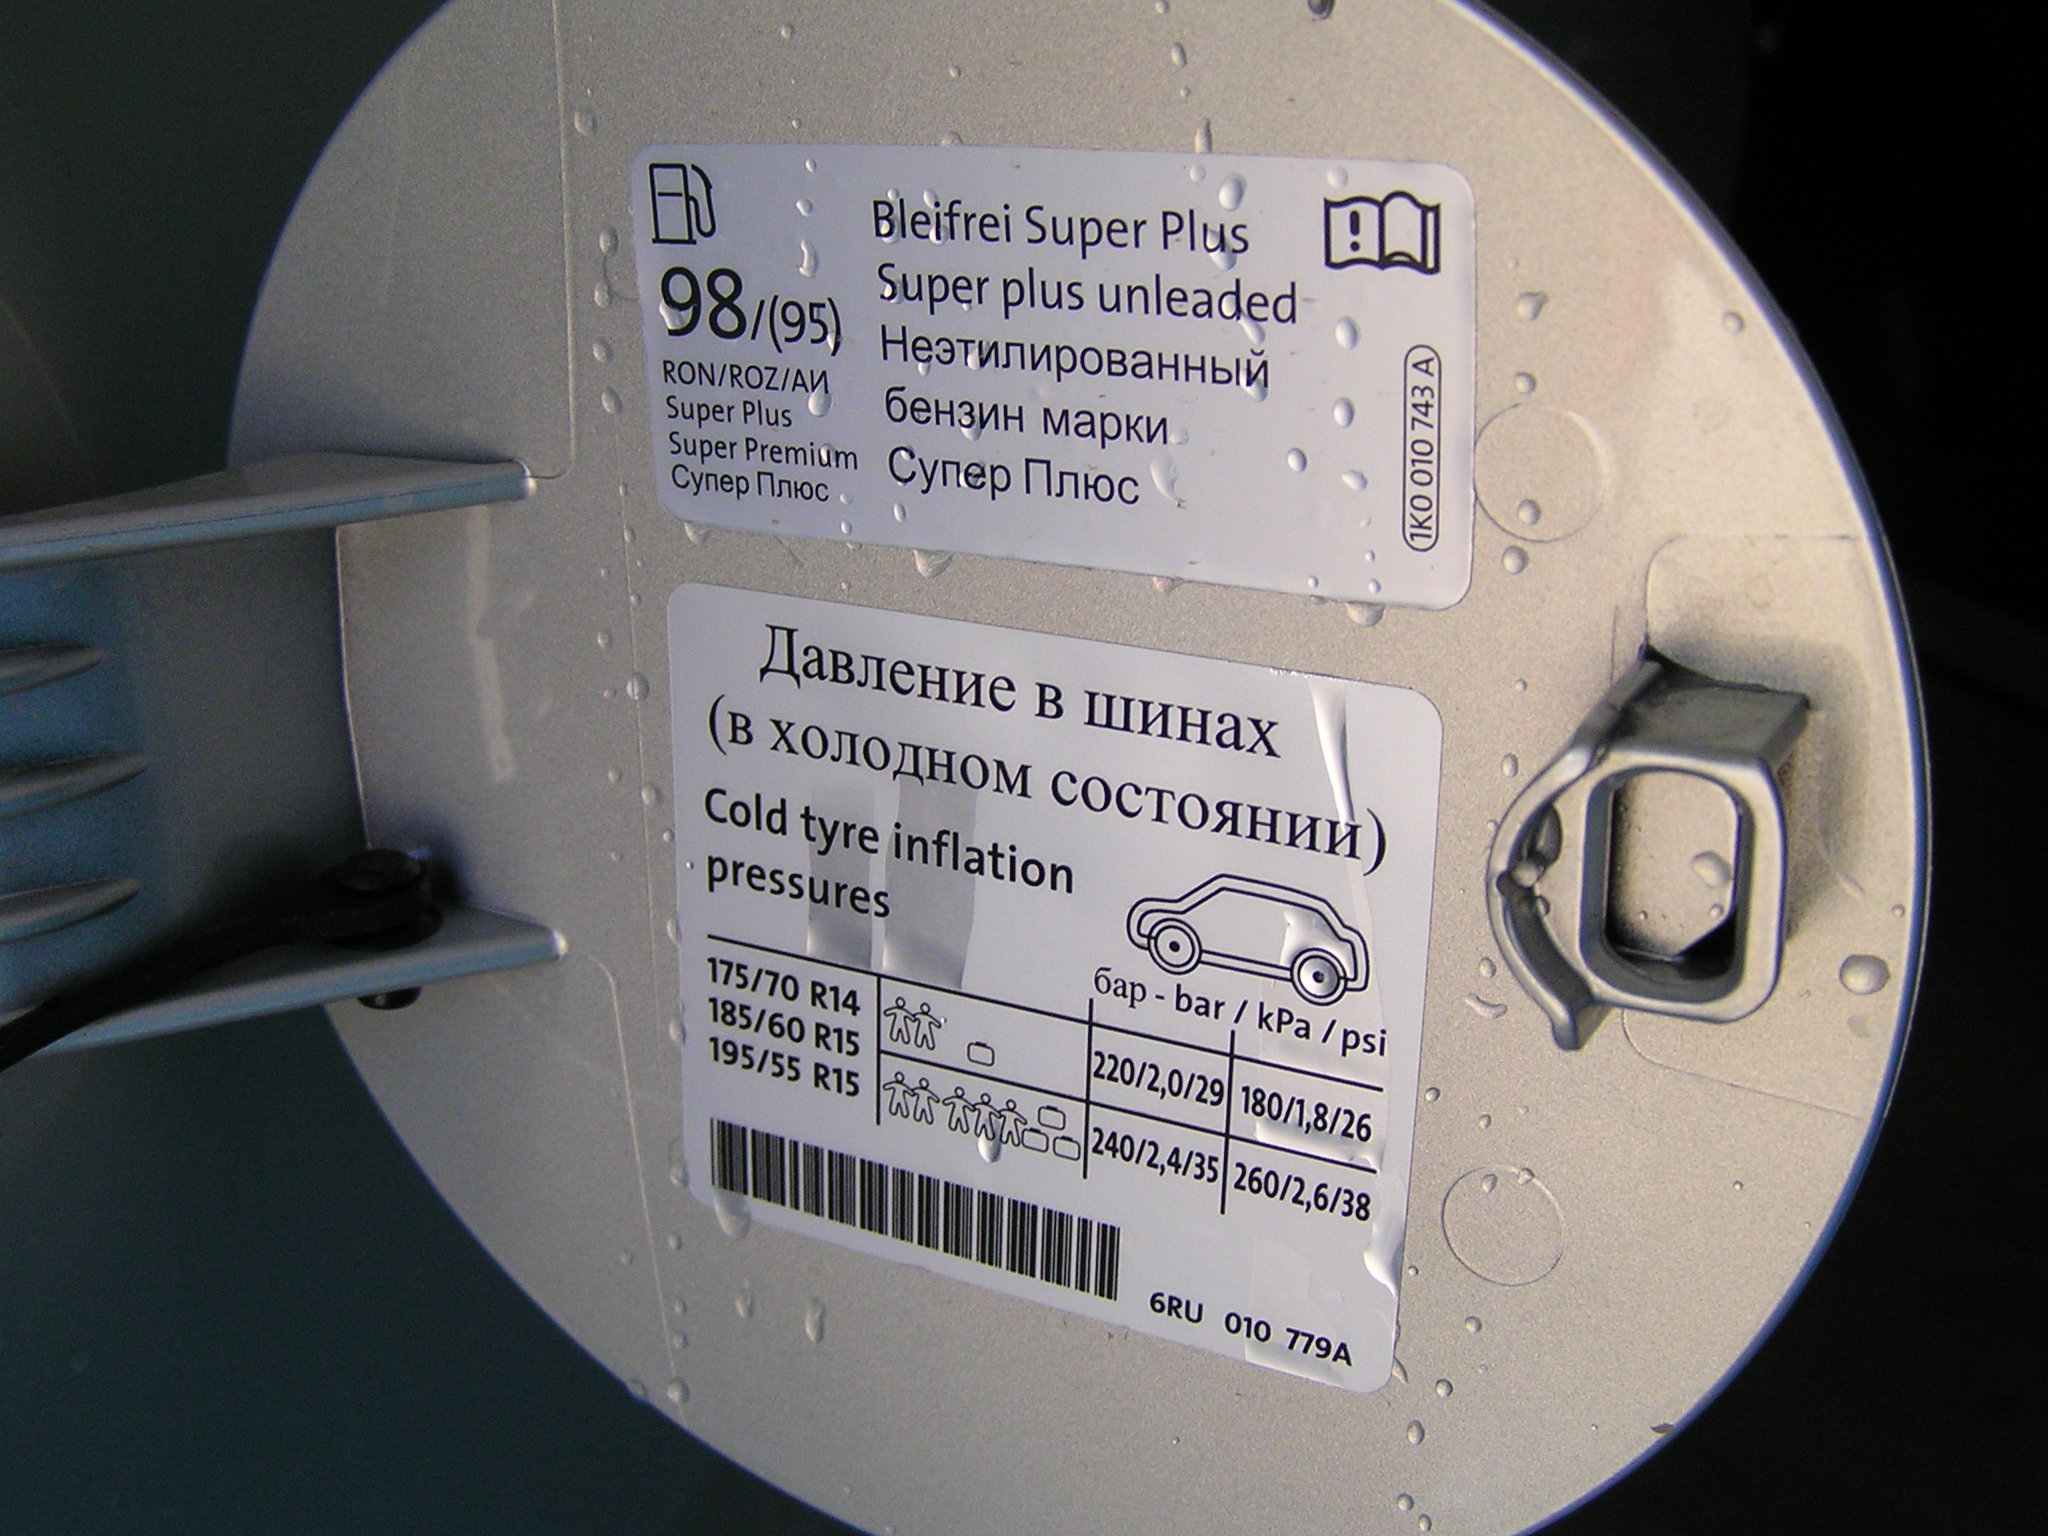 98/(95)
RON/ROZ/АИ
Super Plus
Super Premium
Супер Плюс
Bleifrei Super Plus
Super plus unleaded
Неэтилированный
бензин марки
Супер Плюс
!
1K0 010 743 A
Давление в шинах
(в холодном состоянии)
Cold tyre inflation
pressures
бар - bar / kPa / psi
175/70 R14
185/60 R15
195/55 R15
220/2,0/29 180/1,8/26
240/2,4/35 260/2,6/38
6RU 010 779A